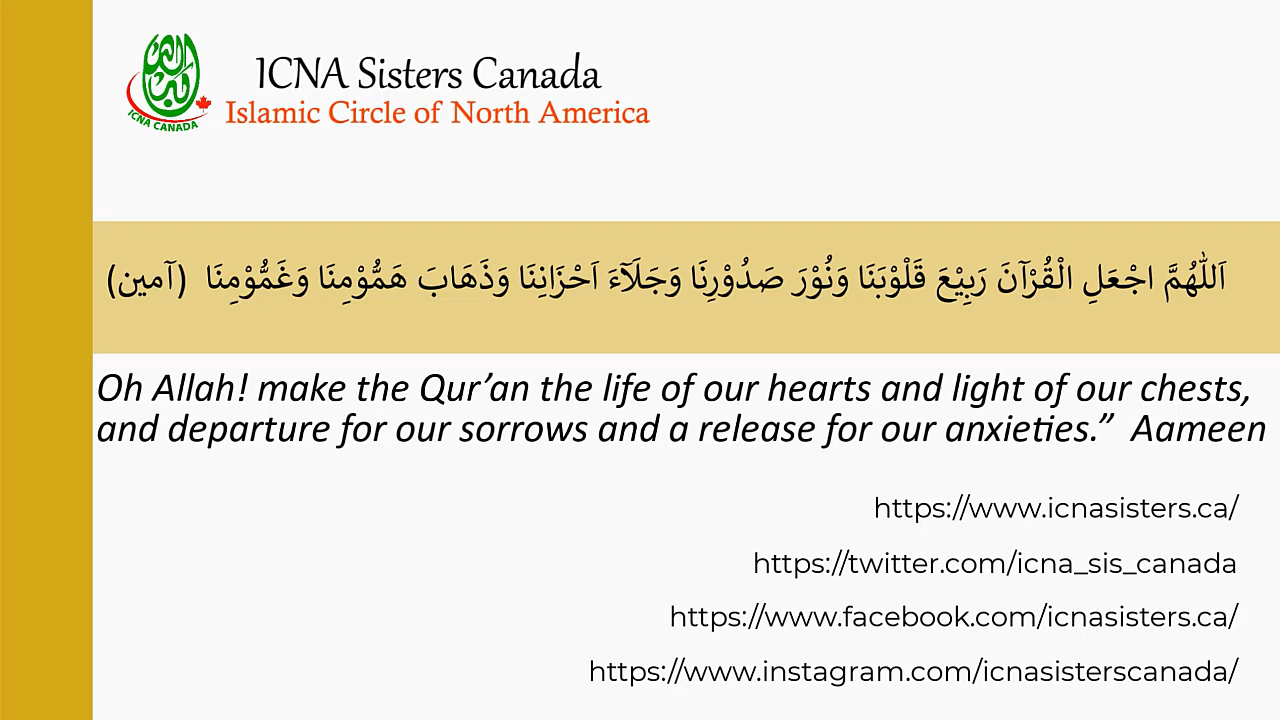 ICNA CANADA
ICNA Sisters Canada
Islamic Circle of North America
اَللّٰهُمَّ اجْعَلِ الْقُرْآنَ رَبِيْعَ قَلُوْبَنَا وَنُوْرَ صَدُوْرِنَا وَجَلَآءَ اَحْزَانِنَا وَذَهَابَ هَمُّوْمِنَا وَغَمُّوْمِنَا (آمین)
Oh Allah! make the Qur’an the life of our hearts and light of our chests,
and departure for our sorrows and a release for our anxieties.” Aameen
https://www.icnasisters.ca/
https://twitter.com/icna_sis_canada
https://www.facebook.com/icnasisters.ca/
https://www.instagram.com/icnasisterscanada/